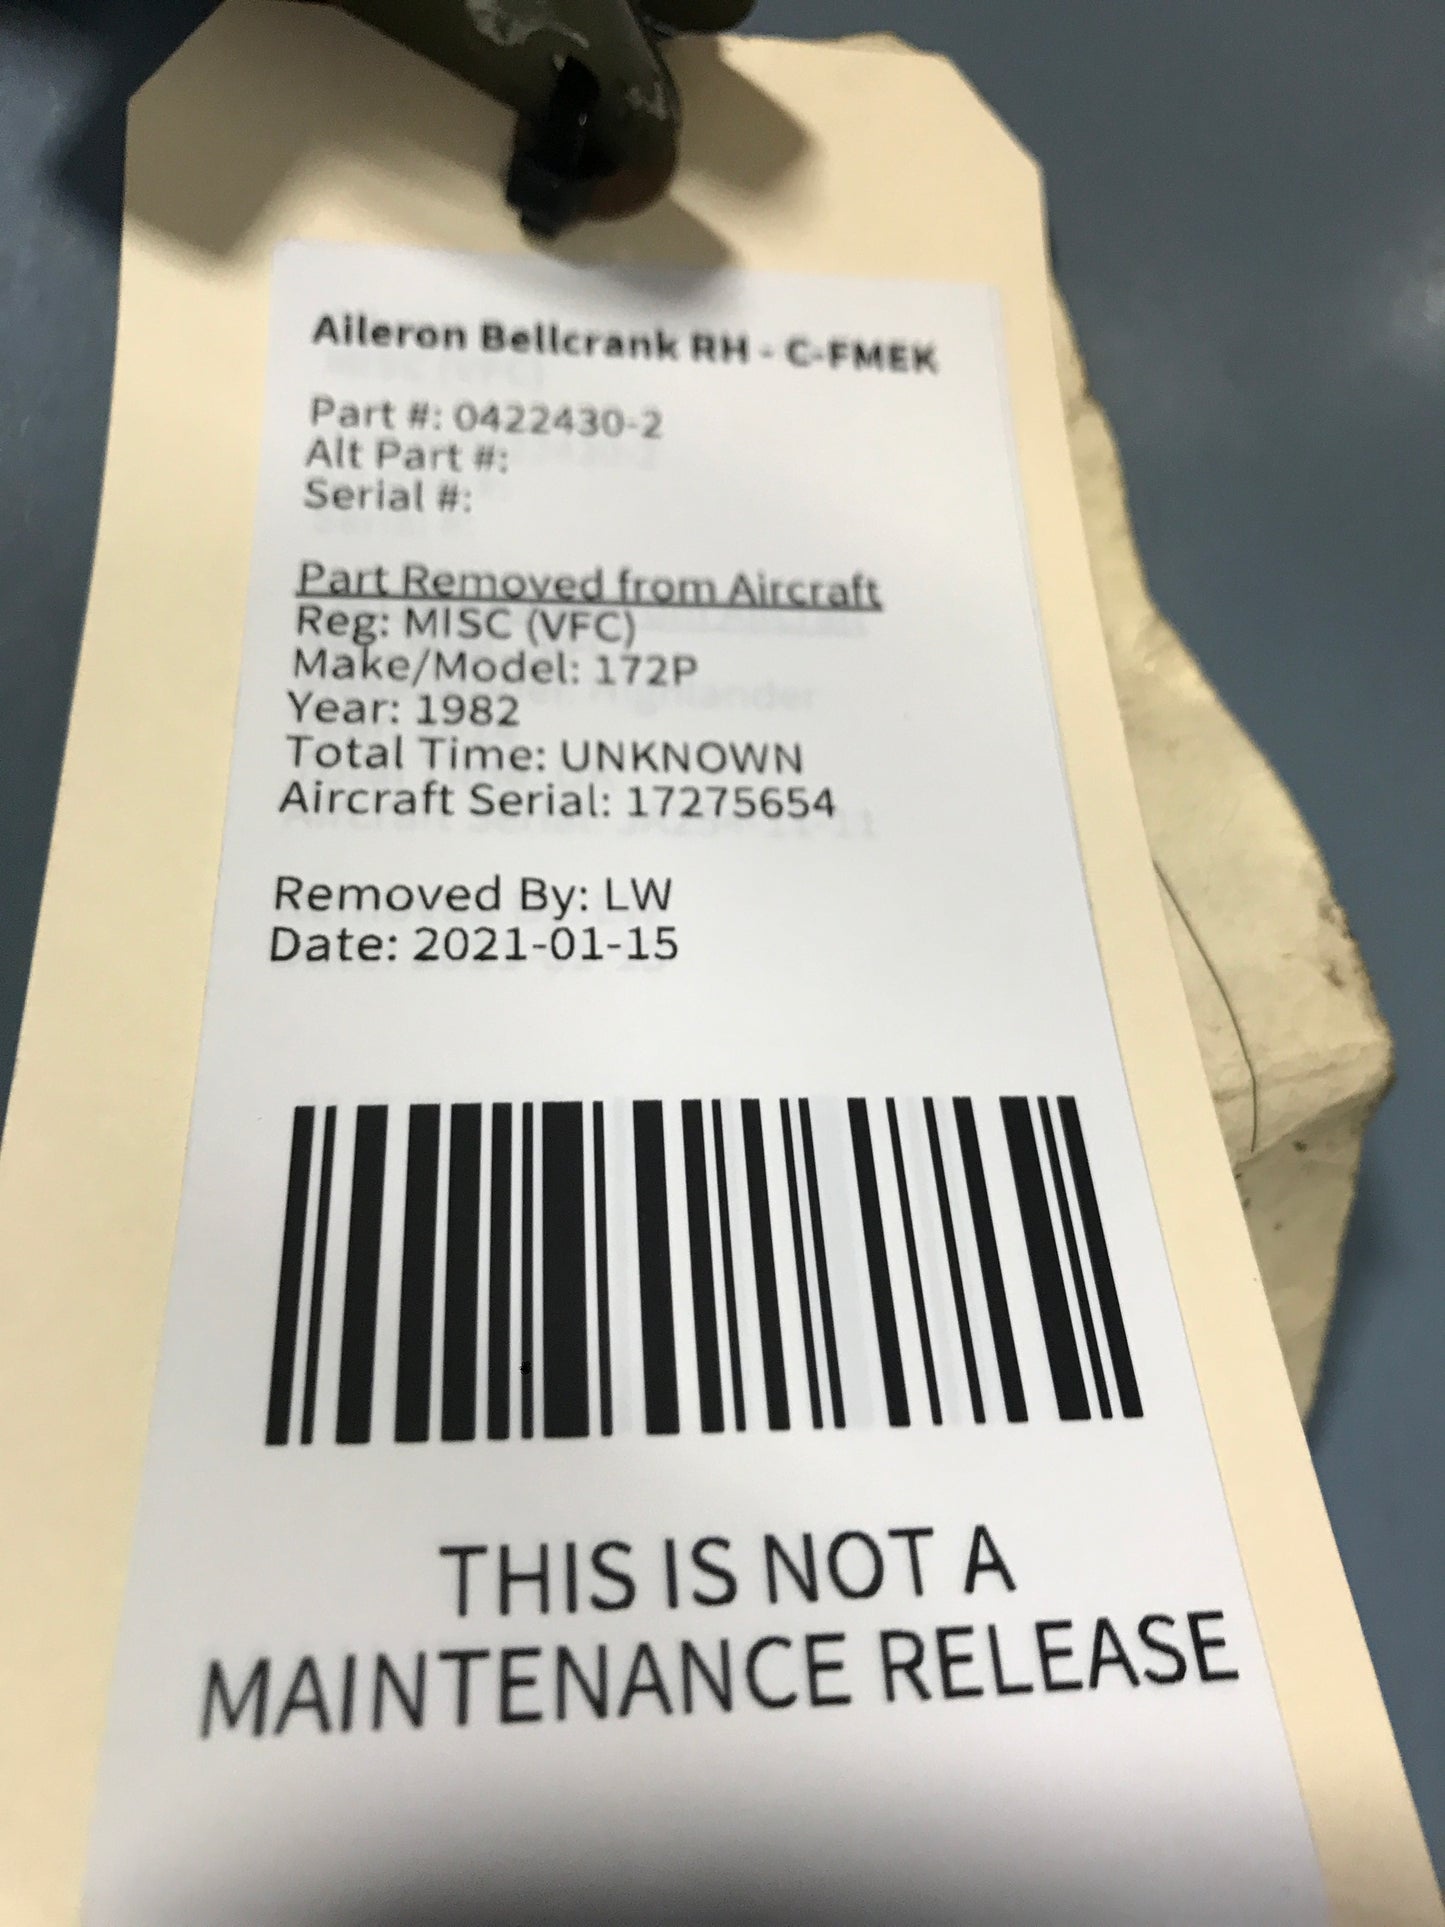 Aileron Bellcrank RH - C-FMEK
Part #: 0422430-2
Alt Part #:
Serial #:
Part Removed from Aircraft
Reg: MISC (VFC)
Make/Model: 172P
Year: 1982
Total Time: UNKNOWN
Aircraft Serial: 17275654
Removed By: LW
Date: 2021-01-15
THIS IS NOT A
MAINTENANCE RELEASE